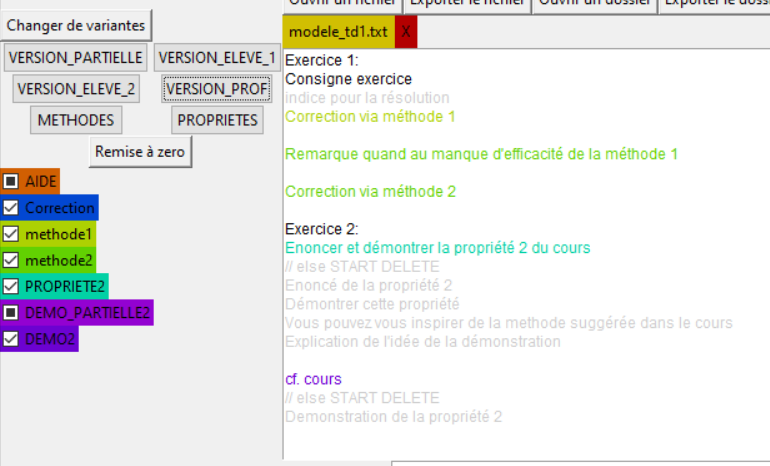 Ouvrir un fichier Exporter le fichier Ouvrir un dossier Exporter le doss
Changer de variantes
modele_td1.txt X
VERSION_PARTIELLE VERSION_ELEVE_1
VERSION_ELEVE_2 VERSION_PROF
METHODES PROPRIETES
Remise à zero
AIDE
Correction
methode1
methode2
PROPRIETE2
DEMO_PARTIELLE2
DEMO2
Exercice 1:
Consigne exercice
indice pour la résolution
Correction via méthode 1
Remarque quand au manque d'efficacité de la méthode 1
Correction via méthode 2
Exercice 2:
Enoncer et démontrer la propriété 2 du cours
// else START DELETE
Enoncé de la propriété 2
Démontrer cette propriété
Vous pouvez vous inspirer de la methode suggérée dans le cours
Explication de l'idée de la démonstration
cf. cours
// else START DELETE
Demonstration de la propriété 2